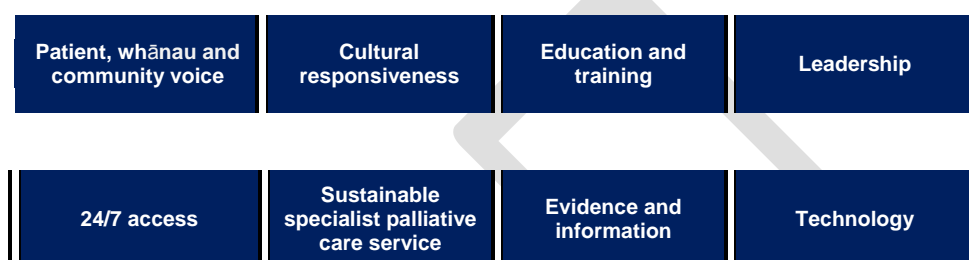 Patient, whānau and
community voice
Cultural
responsiveness
Education and
training
Leadership
24/7 access
Sustainable
specialist palliative
care service
Evidence and
information
Technology